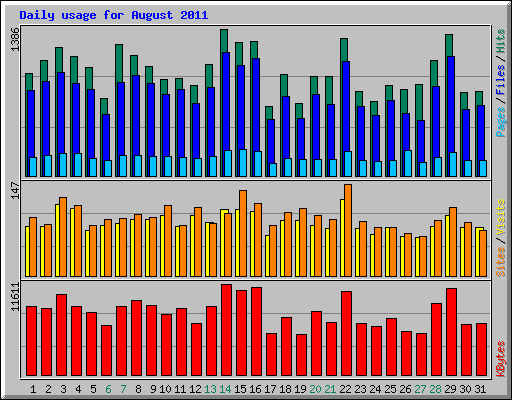 Daily usage for August 2011
1386
Pages / Files / Hits
147
Sites / Visits
11611
KBytes
1 2 3 4 5 6 7 8 9 10 11 12 13 14 15 16 17 18 19 20 21 22 23 24 25 26 27 28 29 30 31